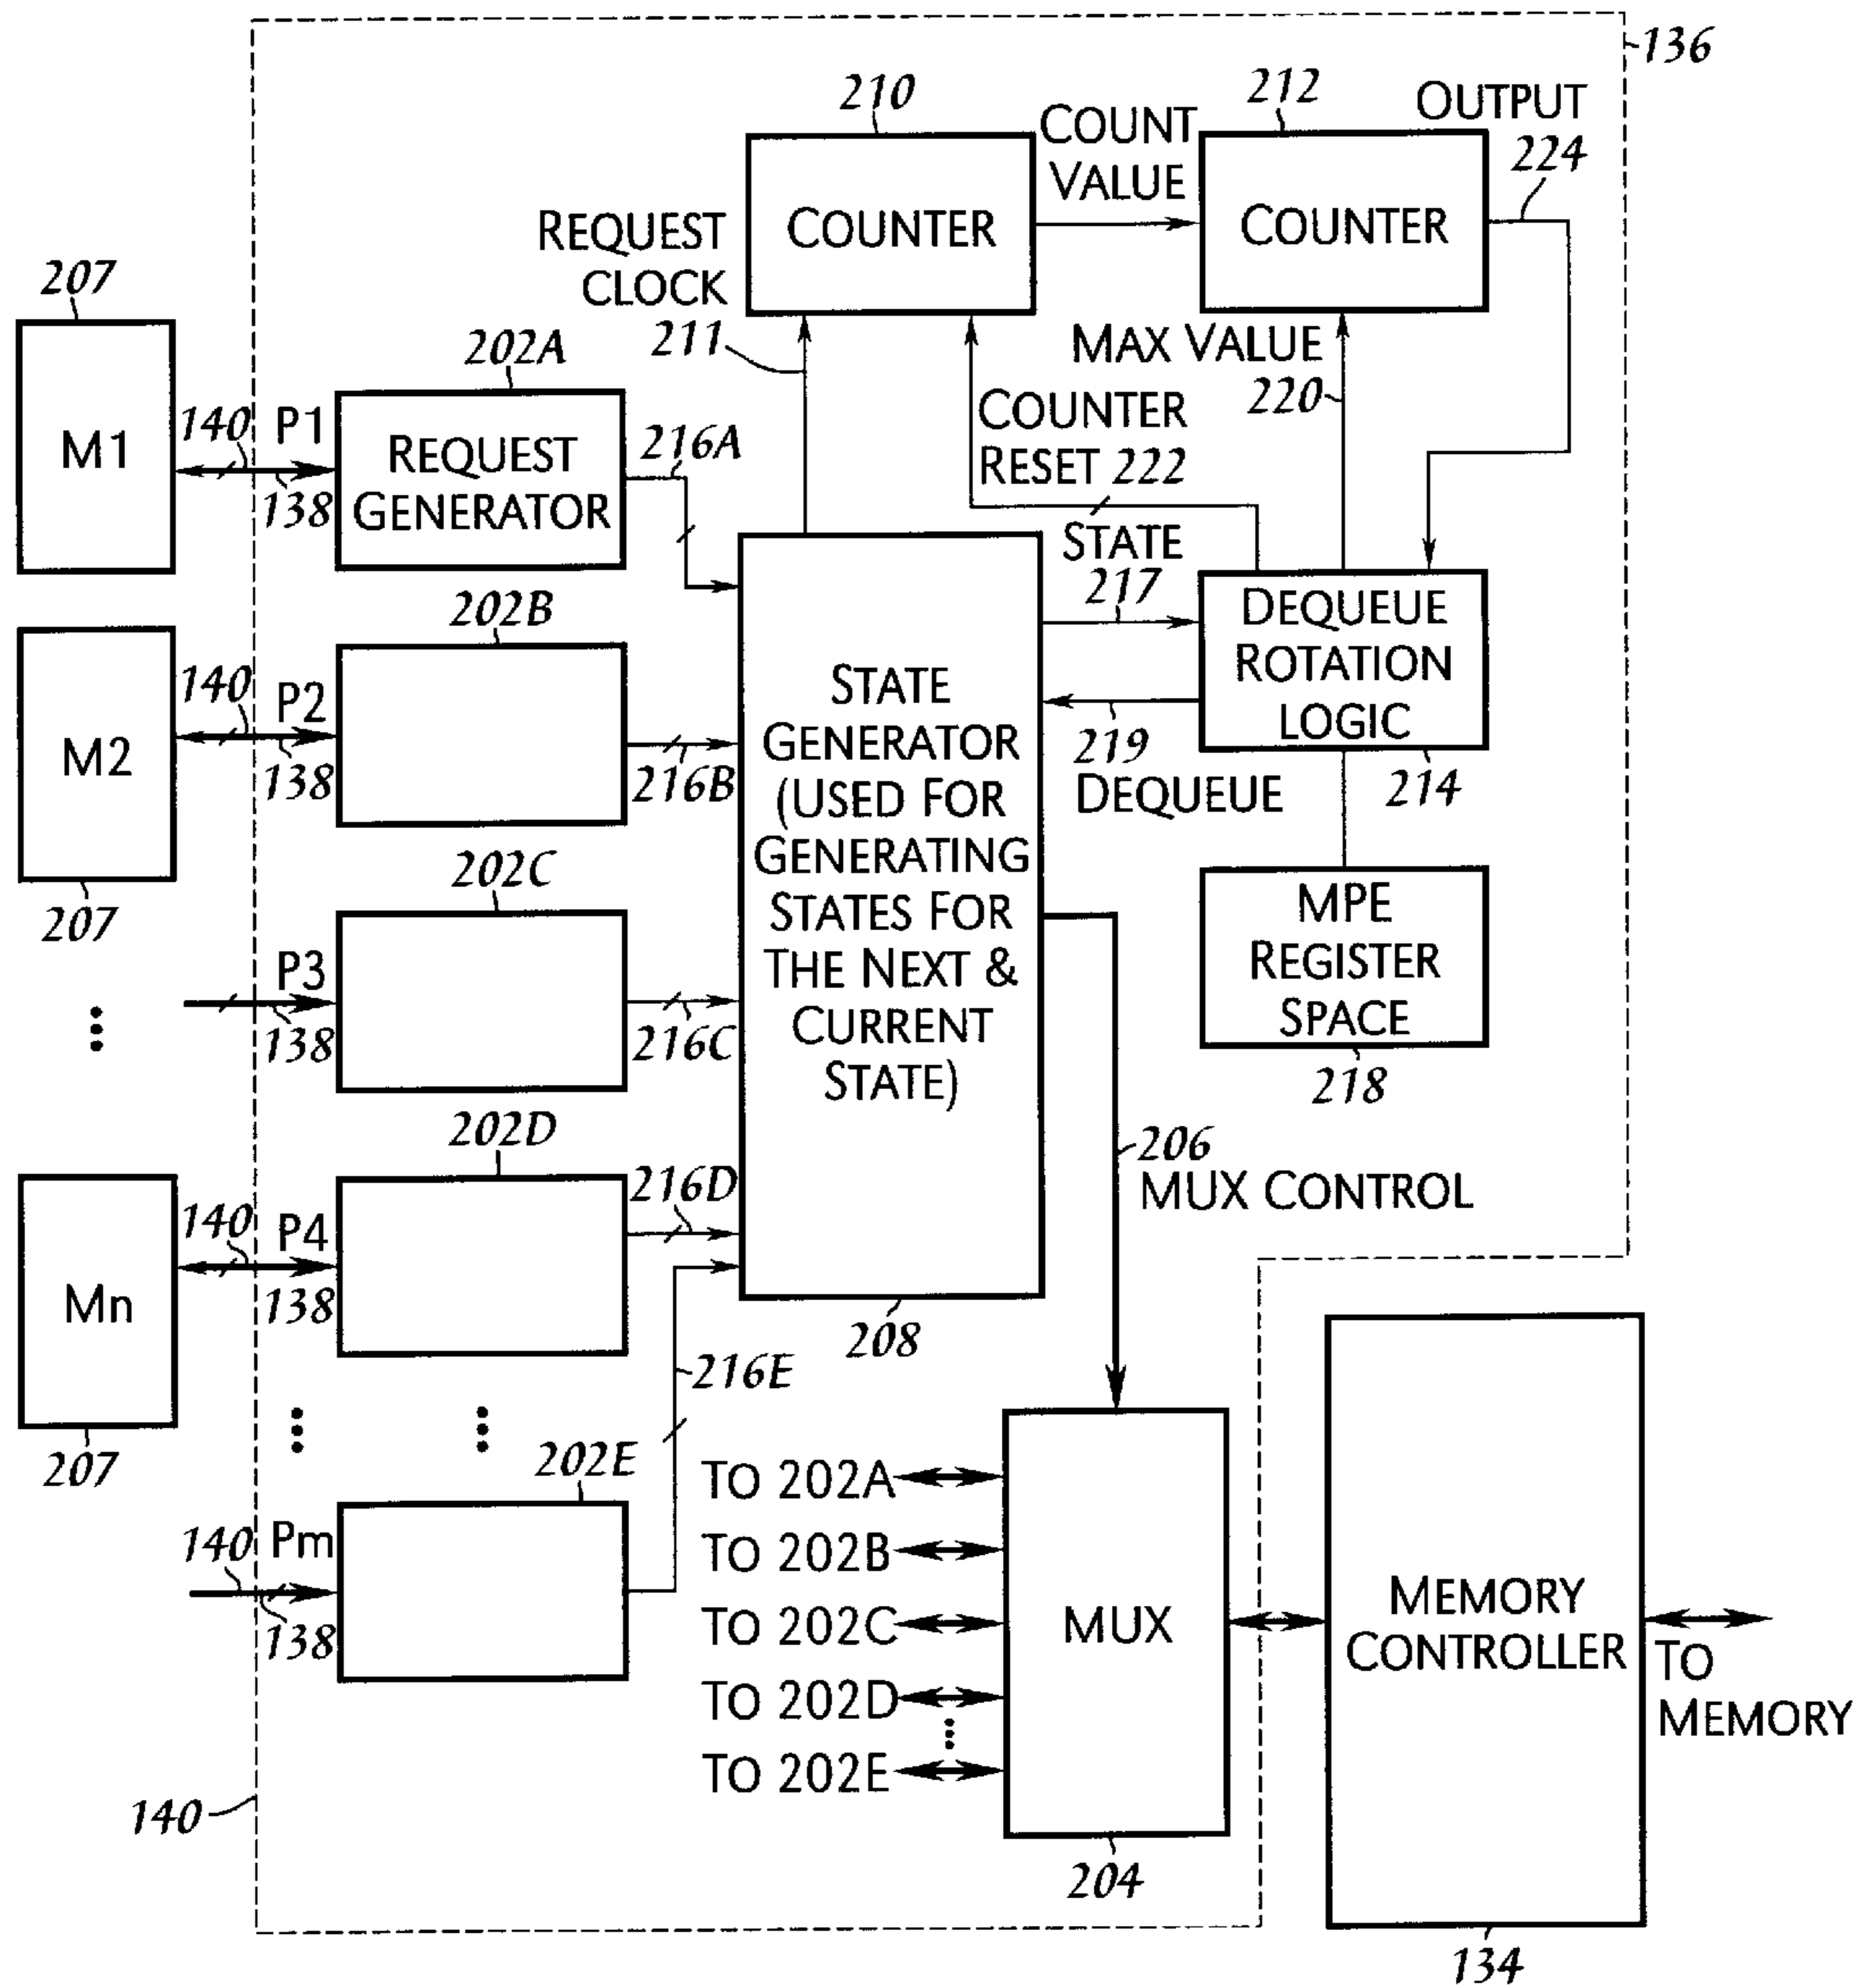 136
210
212
OUTPUT
224
COUNT
VALUE
COUNTER
COUNTER
REQUEST
CLOCK
211
MAX VALUE
220
COUNTER
RESET 222
207
M1
140
P1
138
202A
REQUEST
GENERATOR
216A
STATE
217
DEQUEUE
ROTATION
LOGIC
214
219
DEQUEUE
M2
207
140
P2
138
202B
216B
STATE
GENERATOR
(USED FOR
GENERATING
STATES FOR
THE NEXT &
CURRENT
STATE)
208
MPE
REGISTER
SPACE
218
202C
P3
138
216C
202D
Mn
207
140
P4
138
216D
206
MUX CONTROL
216E
202E
140
Pm
138
TO 202A
TO 202B
TO 202C
TO 202D
TO 202E
MUX
204
MEMORY
CONTROLLER
134
TO
MEMORY
140